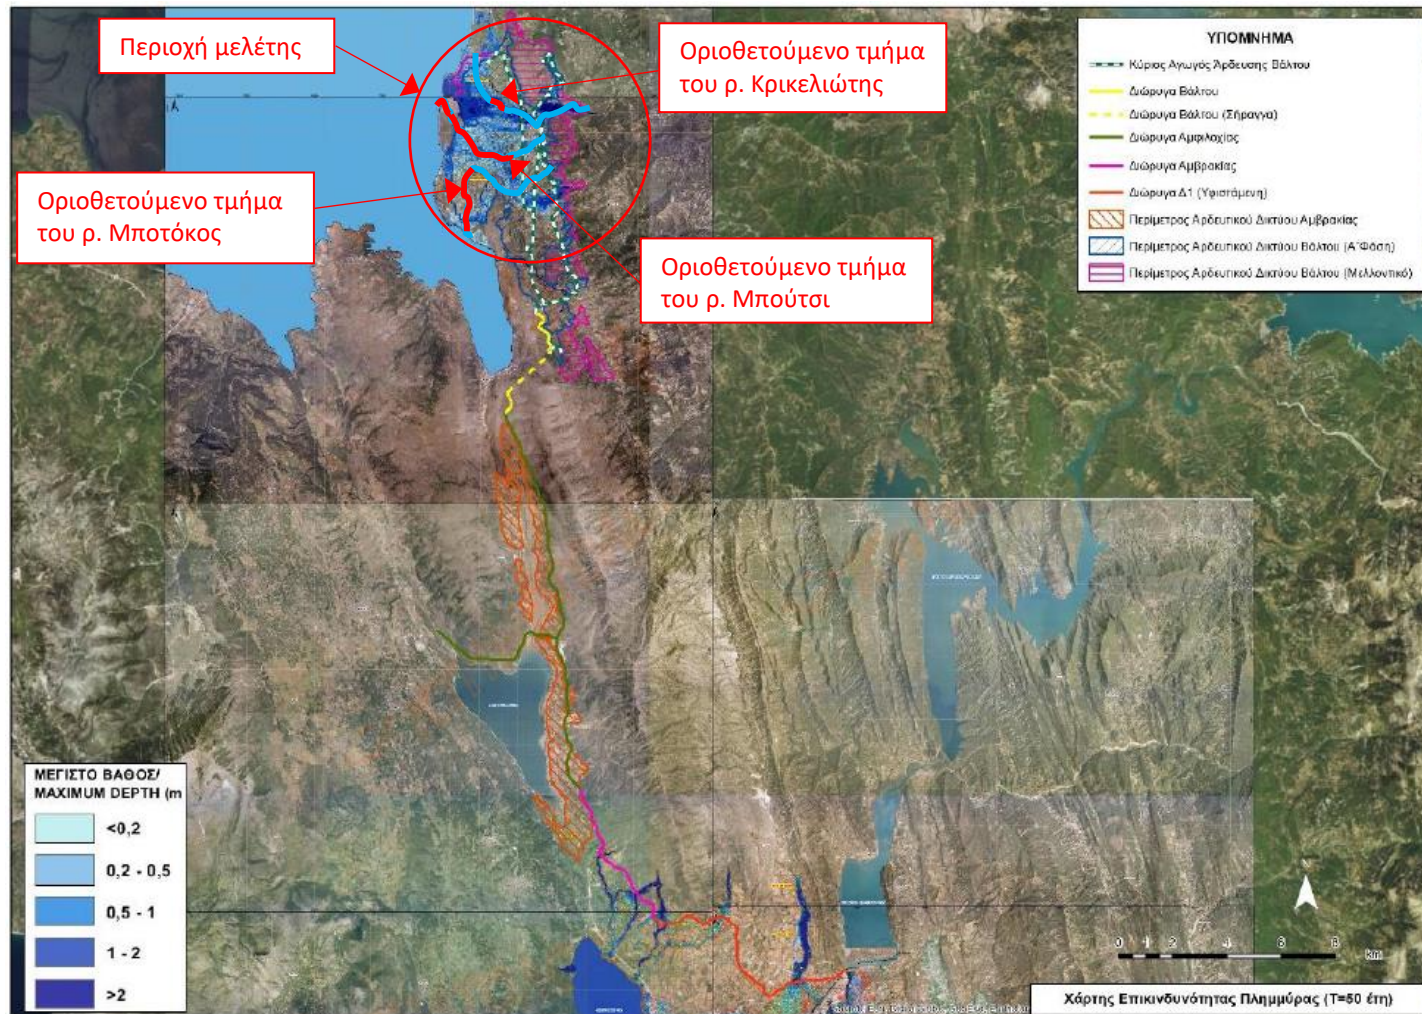 Περιοχή μελέτης
Οριοθετούμενο τμήμα
του ρ. Κρικελιώτης
Οριοθετούμενο τμήμα
του ρ. Μποτόκος
Οριοθετούμενο τμήμα
του ρ. Μπούτσι
ΥΠΟΜΝΗΜΑ
Κύριος Αγωγός Άρδευσης Βάλτου
Διώρυγα Βάλτου
Διώρυγα Βάλτου (Σήραγγα)
Διώρυγα Αμφιλοχίας
Διώρυγα Αμβρακίας
Διώρυγα Δ1 (Υφιστάμενη)
Περίμετρος Αρδευτικού Δικτύου Αμβρακίας
Περίμετρος Αρδευτικού Δικτύου Βάλτου (Α΄Φάση)
Περίμετρος Αρδευτικού Δικτύου Βάλτου (Μελλοντικό)
ΜΕΓΙΣΤΟ ΒΑΘΟΣ/
MAXIMUM DEPTH (m
<0,2
0,2 - 0,5
0,5 - 1
1 - 2
>2
0 1 2 4 6 8
km
Χάρτης Επικινδυνότητας Πλημμύρας (T=50 έτη)